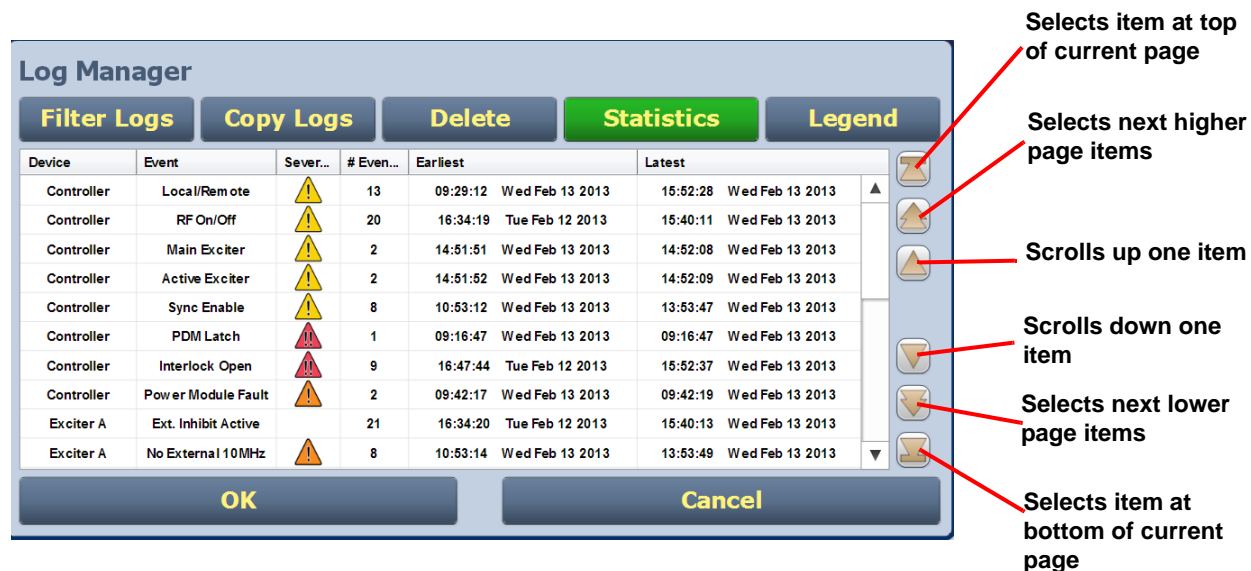 Selects item at top
of current page
Log Manager
Filter Logs Copy Logs Delete Statistics Legend
Selects next higher
page items
Device Event Sever... # Even... Earliest Latest
Controller Local/Remote 13 09:29:12 Wed Feb 13 2013 15:52:28 Wed Feb 13 2013
Controller RF On/Off 20 16:34:19 Tue Feb 12 2013 15:40:11 Wed Feb 13 2013
Controller Main Exciter 2 14:51:51 Wed Feb 13 2013 14:52:08 Wed Feb 13 2013
Scrolls up one item
Controller Active Exciter 2 14:51:52 Wed Feb 13 2013 14:52:09 Wed Feb 13 2013
Controller Sync Enable 8 10:53:12 Wed Feb 13 2013 13:53:47 Wed Feb 13 2013
Controller PDM Latch 1 09:16:47 Wed Feb 13 2013 09:16:47 Wed Feb 13 2013
Scrolls down one
item
Controller Interlock Open 9 16:47:44 Tue Feb 12 2013 15:52:37 Wed Feb 13 2013
Controller Power Module Fault 2 09:42:17 Wed Feb 13 2013 09:42:19 Wed Feb 13 2013
Selects next lower
page items
Exciter A Ext. Inhibit Active 21 16:34:20 Tue Feb 12 2013 15:40:13 Wed Feb 13 2013
Exciter A No External 10MHz 8 10:53:14 Wed Feb 13 2013 13:53:49 Wed Feb 13 2013
OK Cancel
Selects item at
bottom of current
page